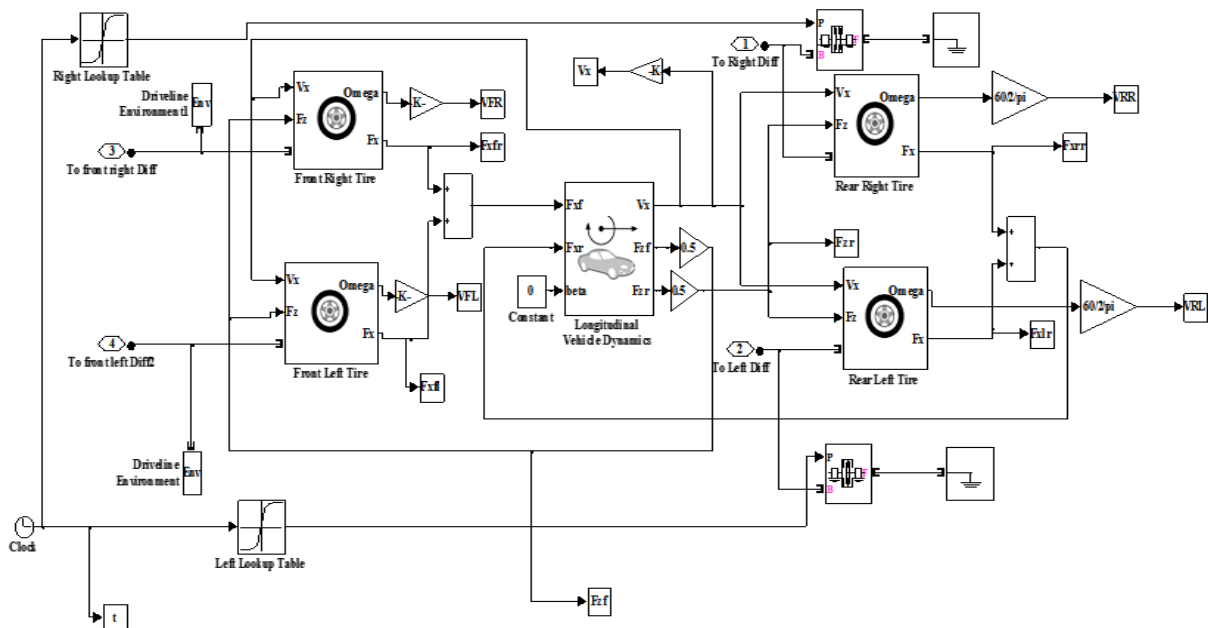 Right Lookup Table
P
B
F
1
To Right Diff
Vx
-K-
Driveline
Environment1
Env
Vx
Fz
Omega
Fx
K-
VFR
Fxfr
Front Right Tire
3
To front right Diff
Vx
Fz
Omega
Fx
60/2/pi
VRR
Fxrr
Rear Right Tire
+
+
Fxf
Fxr
beta
Vx
Fzf
Fzr
0.5
0.5
0
Constant
Longitudinal
Vehicle Dynamics
Fzr
+
+
Vx
Fz
Omega
Fx
K-
VFL
Fxfl
Front Left Tire
4
To front left Diff2
Vx
Fz
Omega
Fx
60/2/pi
VRL
Fxlr
Rear Left Tire
2
To Left Diff
Driveline
Environment
Env
P
B
F
Clock
Left Lookup Table
t
Fzf